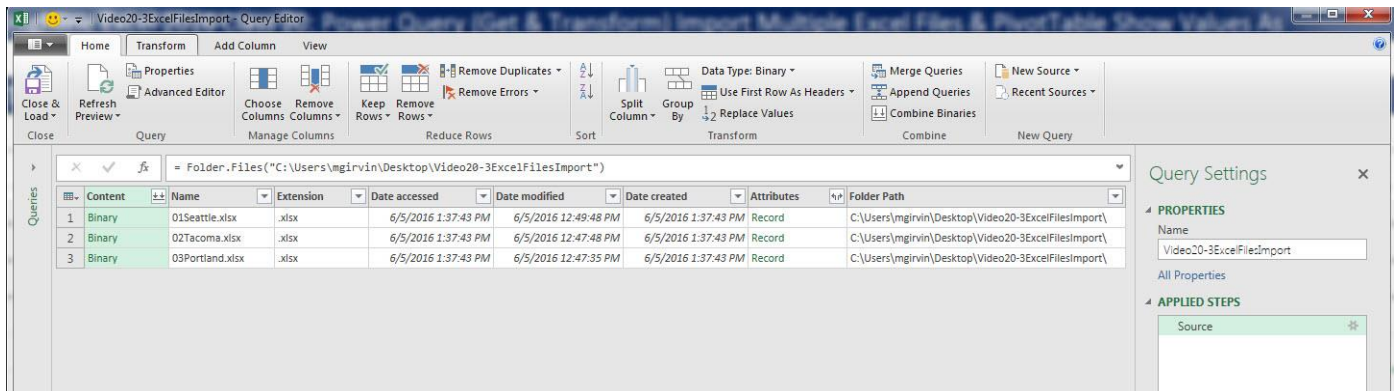 Video20-3ExcelFilesImport - Query Editor
Power Query (Get & Transform) Import Multiple Excel Files & PivotTable Show Values As
Home Transform Add Column View
Close & Load
Close
Refresh Preview
Properties
Advanced Editor
Query
Choose Columns
Remove Columns
Manage Columns
Keep Rows
Remove Rows
Remove Duplicates
Remove Errors
Reduce Rows
Sort
Split Column
Group By
Data Type: Binary
Use First Row As Headers
Replace Values
Transform
Merge Queries
Append Queries
Combine Binaries
Combine
New Source
Recent Sources
New Query
Queries
fx = Folder.Files("C:\Users\mgirvin\Desktop\Video20-3ExcelFilesImport")
Content Name Extension Date accessed Date modified Date created Attributes Folder Path
1 Binary 01Seattle.xlsx .xlsx 6/5/2016 1:37:43 PM 6/5/2016 12:49:48 PM 6/5/2016 1:37:43 PM Record C:\Users\mgirvin\Desktop\Video20-3ExcelFilesImport\
2 Binary 02Tacoma.xlsx .xlsx 6/5/2016 1:37:43 PM 6/5/2016 12:47:48 PM 6/5/2016 1:37:43 PM Record C:\Users\mgirvin\Desktop\Video20-3ExcelFilesImport\
3 Binary 03Portland.xlsx .xlsx 6/5/2016 1:37:43 PM 6/5/2016 12:47:35 PM 6/5/2016 1:37:43 PM Record C:\Users\mgirvin\Desktop\Video20-3ExcelFilesImport\
Query Settings
PROPERTIES
Name
Video20-3ExcelFilesImport
All Properties
APPLIED STEPS
Source